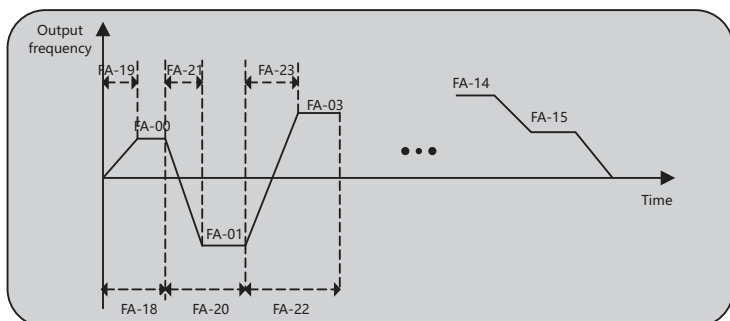 Output
frequency
FA-19
FA-21
FA-23
FA-14
FA-00
FA-03
FA-15
Time
FA-01
FA-18
FA-20
FA-22